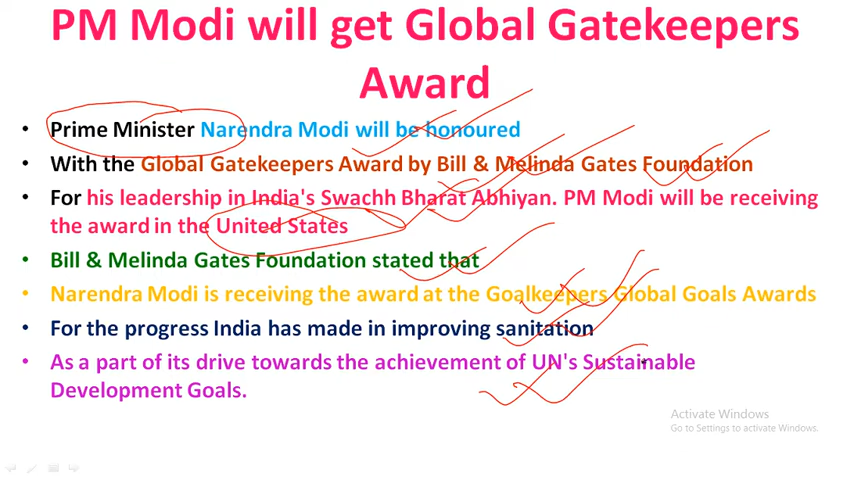 PM Modi will get Global Gatekeepers
Award
• Prime Minister Narendra Modi will be honoured
• With the Global Gatekeepers Award by Bill & Melinda Gates Foundation
• For his leadership in India's Swachh Bharat Abhiyan. PM Modi will be receiving
the award in the United States
• Bill & Melinda Gates Foundation stated that
• Narendra Modi is receiving the award at the Goalkeepers Global Goals Awards
• For the progress India has made in improving sanitation
• As a part of its drive towards the achievement of UN's Sustainable
Development Goals.
Activate Windows
Go to Settings to activate Windows.